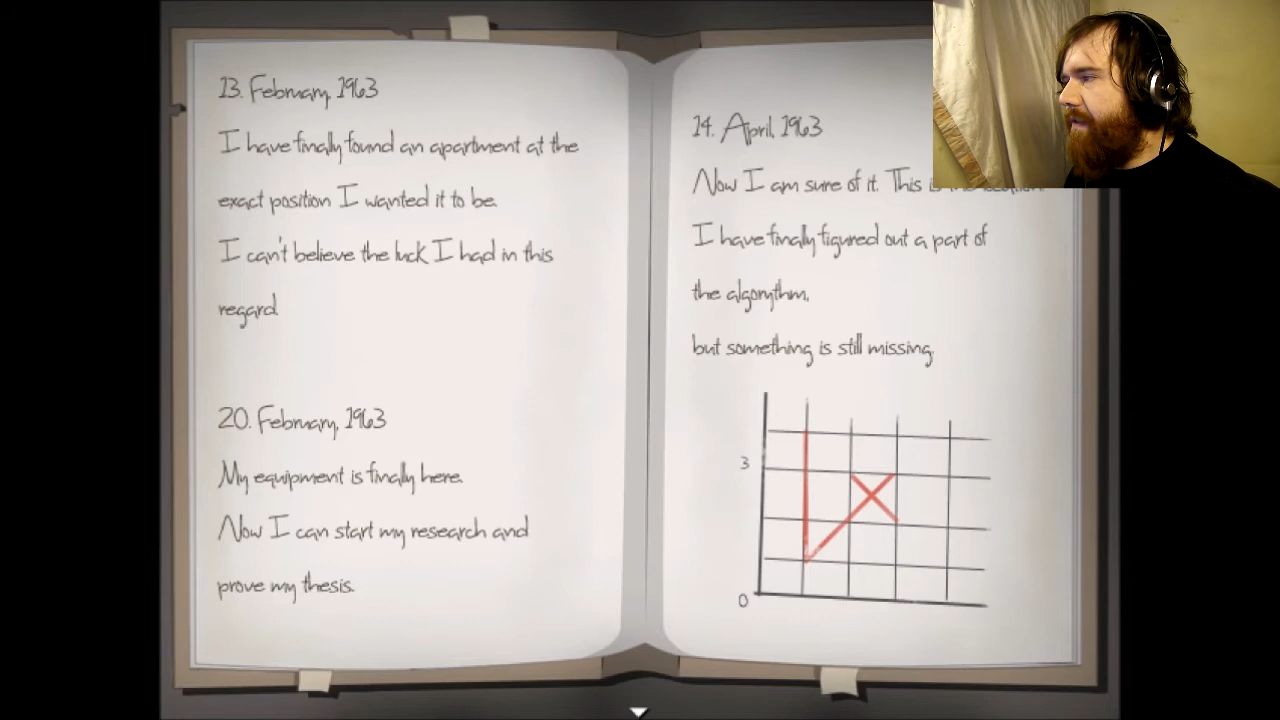 13. February, 1963
I have finally found an apartment at the
exact position I wanted it to be.
I can't believe the luck I had in this
regard.
20. February, 1963
My equipment is finally here.
Now I can start my research and
prove my thesis.
14. April, 1963
Now I am sure of it. This
I have finally figured out a part of
the algorythm,
but something is still missing.
3
0